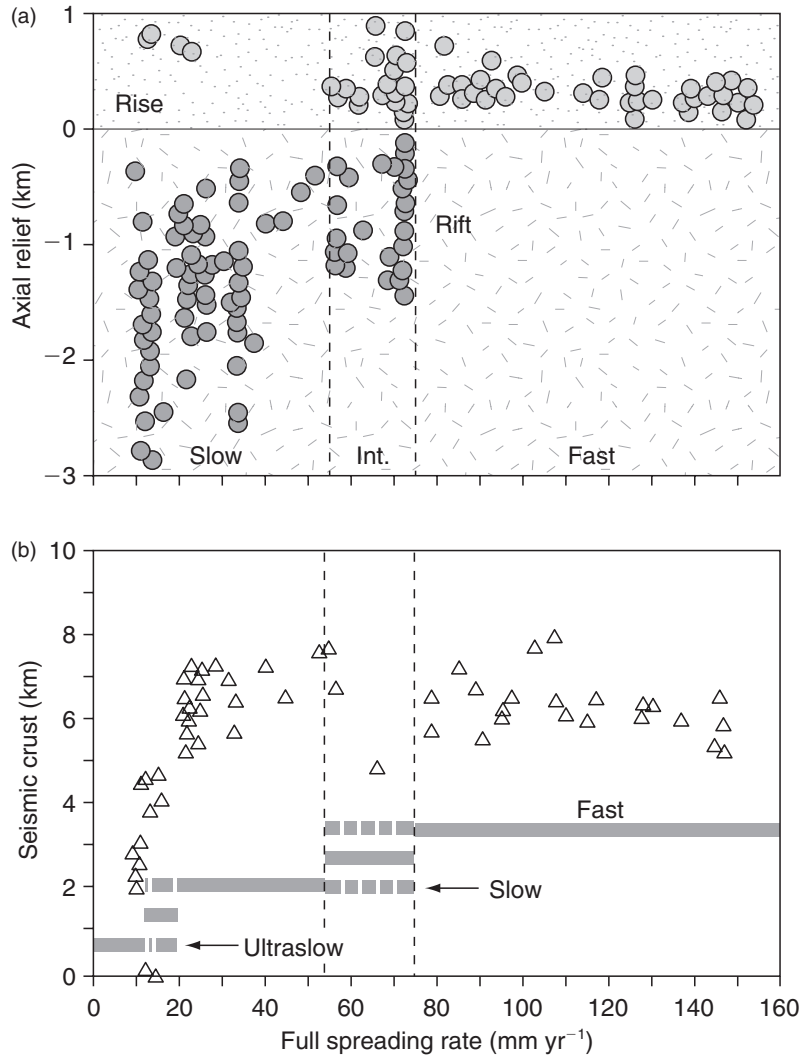 (a)
1
0
−1
−2
−3
Axial relief (km)
Rise
Rift
Slow
Int.
Fast
(b)
10
8
6
4
2
0
Seismic crust (km)
Fast
Slow
Ultraslow
0 20 40 60 80 100 120 140 160
Full spreading rate (mm yr⁻¹)